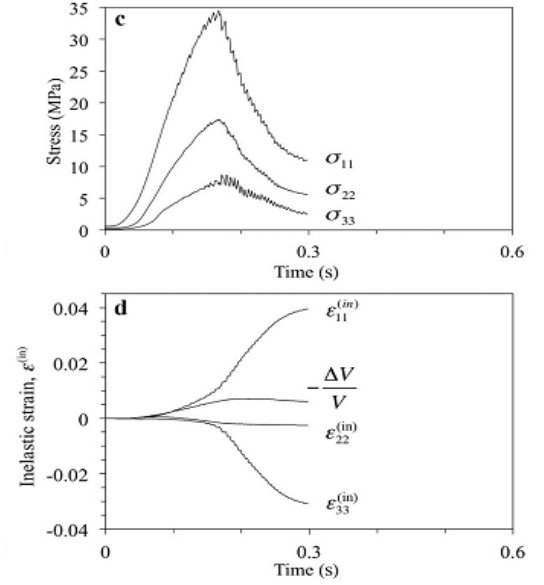 c
35
30
25
20
15
10
5
0
Stress (MPa)
σ₁₁
σ₂₂
σ₃₃
0 0.3 0.6
Time (s)
d
0.04
0.02
0
-0.02
-0.04
Inelastic strain, ε⁽ⁱⁿ⁾
ε₁₁⁽ⁱⁿ⁾
−ΔV/V
ε₂₂⁽ⁱⁿ⁾
ε₃₃⁽ⁱⁿ⁾
0 0.3 0.6
Time (s)